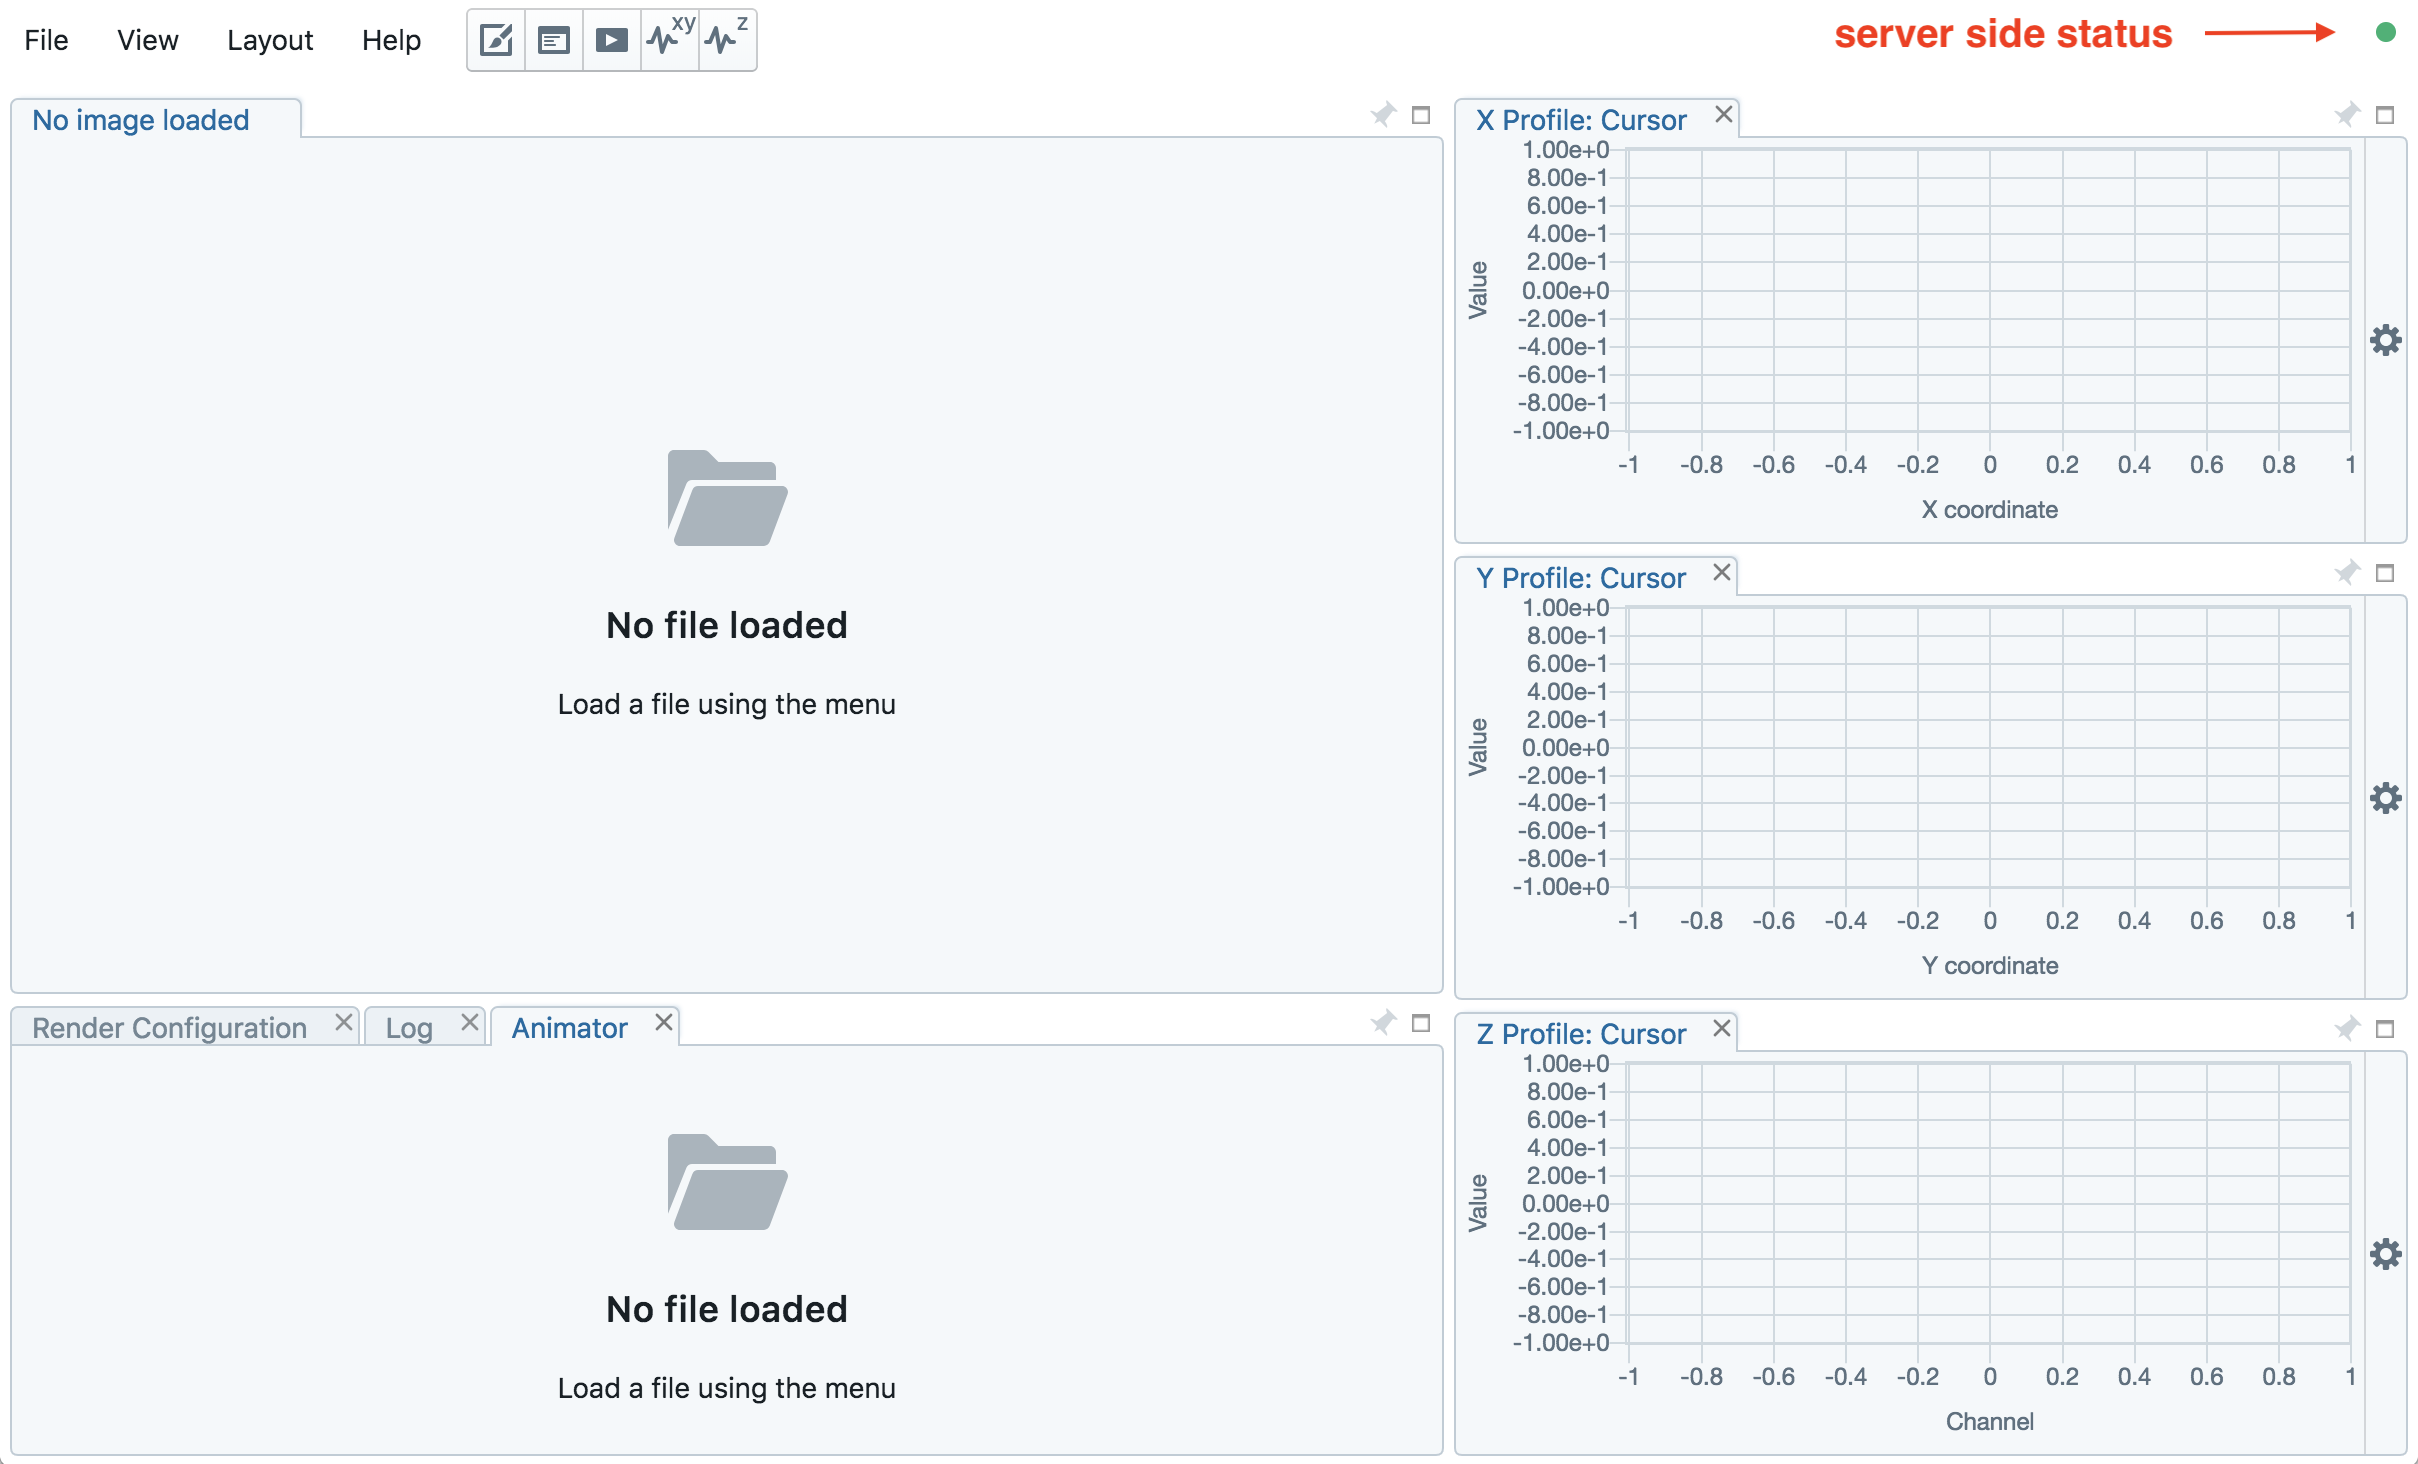 File View Layout Help xy z server side status
No image loaded
No file loaded
Load a file using the menu
Render Configuration Log Animator
No file loaded
Load a file using the menu
X Profile: Cursor
Value
1.00e+0
8.00e-1
6.00e-1
4.00e-1
2.00e-1
0.00e+0
-2.00e-1
-4.00e-1
-6.00e-1
-8.00e-1
-1.00e+0
-1 -0.8 -0.6 -0.4 -0.2 0 0.2 0.4 0.6 0.8 1
X coordinate
Y Profile: Cursor
Value
1.00e+0
8.00e-1
6.00e-1
4.00e-1
2.00e-1
0.00e+0
-2.00e-1
-4.00e-1
-6.00e-1
-8.00e-1
-1.00e+0
-1 -0.8 -0.6 -0.4 -0.2 0 0.2 0.4 0.6 0.8 1
Y coordinate
Z Profile: Cursor
Value
1.00e+0
8.00e-1
6.00e-1
4.00e-1
2.00e-1
0.00e+0
-2.00e-1
-4.00e-1
-6.00e-1
-8.00e-1
-1.00e+0
-1 -0.8 -0.6 -0.4 -0.2 0 0.2 0.4 0.6 0.8 1
Channel